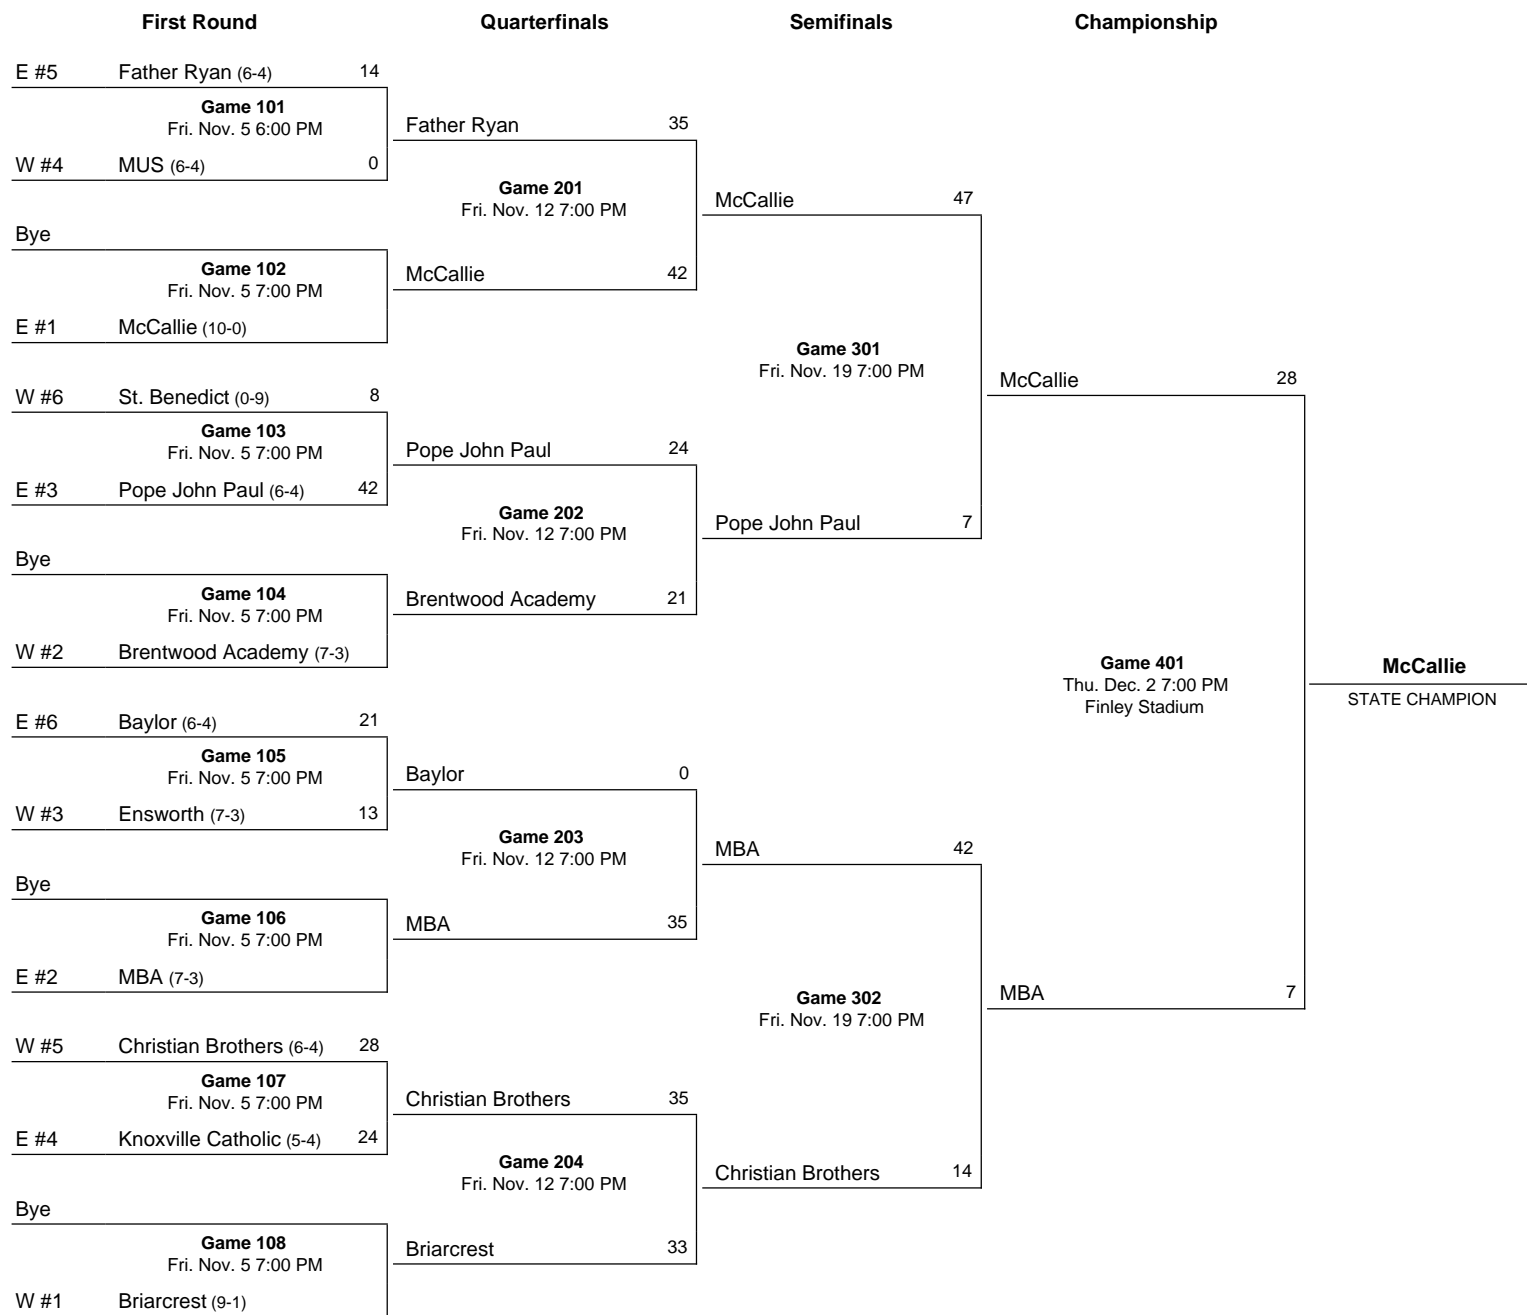 First Round Quarterfinals Semifinals Championship
E #5 Father Ryan (6-4) 14
Game 101
Fri. Nov. 5 6:00 PM
W #4 MUS (6-4) 0
Bye
Game 102
Fri. Nov. 5 7:00 PM
E #1 McCallie (10-0)
W #6 St. Benedict (0-9) 8
Game 103
Fri. Nov. 5 7:00 PM
E #3 Pope John Paul (6-4) 42
Bye
Game 104
Fri. Nov. 5 7:00 PM
W #2 Brentwood Academy (7-3)
E #6 Baylor (6-4) 21
Game 105
Fri. Nov. 5 7:00 PM
W #3 Ensworth (7-3) 13
Bye
Game 106
Fri. Nov. 5 7:00 PM
E #2 MBA (7-3)
W #5 Christian Brothers (6-4) 28
Game 107
Fri. Nov. 5 7:00 PM
E #4 Knoxville Catholic (5-4) 24
Bye
Game 108
Fri. Nov. 5 7:00 PM
W #1 Briarcrest (9-1)
Father Ryan 35
Game 201
Fri. Nov. 12 7:00 PM
McCallie 42
Pope John Paul 24
Game 202
Fri. Nov. 12 7:00 PM
Brentwood Academy 21
Baylor 0
Game 203
Fri. Nov. 12 7:00 PM
MBA 35
Christian Brothers 35
Game 204
Fri. Nov. 12 7:00 PM
Briarcrest 33
McCallie 47
Game 301
Fri. Nov. 19 7:00 PM
Pope John Paul 7
MBA 42
Game 302
Fri. Nov. 19 7:00 PM
Christian Brothers 14
McCallie 28
Game 401
Thu. Dec. 2 7:00 PM
Finley Stadium
MBA 7
McCallie
STATE CHAMPION